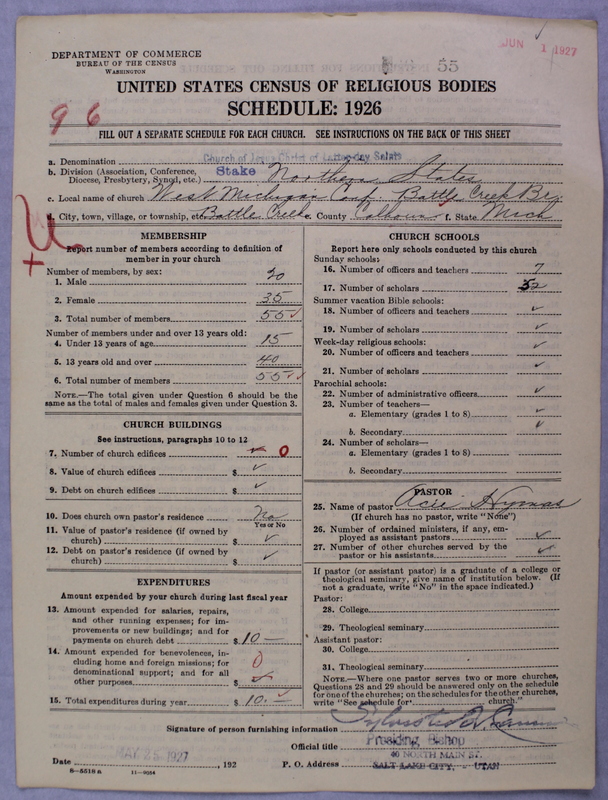 JUN 1 1927
55
DEPARTMENT OF COMMERCE
BUREAU OF THE CENSUS
WASHINGTON
UNITED STATES CENSUS OF RELIGIOUS BODIES
SCHEDULE: 1926
96
FILL OUT A SEPARATE SCHEDULE FOR EACH CHURCH. SEE INSTRUCTIONS ON THE BACK OF THIS SHEET
a. Denomination Church of Jesus Christ of Latter-day Saints
b. Division (Association, Conference, Diocese, Presbytery, Synod, etc.) Stake Northern States
c. Local name of church West Michigan Conf. Battle Creek Br.
d. City, town, village, or township, etc. Battle Creek e. County Calhoun f. State Mich
MEMBERSHIP
Report number of members according to definition of
member in your church
Number of members, by sex:
1. Male 20
2. Female 35
3. Total number of members 55 ✓
Number of members under and over 13 years old:
4. Under 13 years of age 15
5. 13 years old and over 40
6. Total number of members 55 ✓
NOTE.—The total given under Question 6 should be the
same as the total of males and females given under Question 3.
CHURCH BUILDINGS
See instructions, paragraphs 10 to 12
7. Number of church edifices ✓ 0
8. Value of church edifices $ ✓
9. Debt on church edifices $ ✓
10. Does church own pastor's residence No
Yes or No
11. Value of pastor's residence (if owned by
church) $ ✓
12. Debt on pastor's residence (if owned by
church) $ ✓
EXPENDITURES
Amount expended by your church during last fiscal year
13. Amount expended for salaries, repairs,
and other running expenses; for im-
provements or new buildings; and for
payments on church debt $ 10 —
14. Amount expended for benevolences, in-
cluding home and foreign missions; for
denominational support; and for all
other purposes $ ✓ 0
15. Total expenditures during year $ 10. — ✓
CHURCH SCHOOLS
Report here only schools conducted by this church
Sunday schools:
16. Number of officers and teachers 7
17. Number of scholars 52
Summer vacation Bible schools:
18. Number of officers and teachers ✓
19. Number of scholars ✓
Week-day religious schools:
20. Number of officers and teachers ✓
21. Number of scholars ✓
Parochial schools:
22. Number of administrative officers ✓
23. Number of teachers—
a. Elementary (grades 1 to 8) ✓
b. Secondary ✓
24. Number of scholars—
a. Elementary (grades 1 to 8)
b. Secondary
PASTOR
25. Name of pastor Acie Hymas
(If church has no pastor, write "None")
26. Number of ordained ministers, if any, em-
ployed as assistant pastors ✓
27. Number of other churches served by the
pastor or his assistants ✓
If pastor (or assistant pastor) is a graduate of a college or
theological seminary, give name of institution below. (If
not a graduate, write "No" in the space indicated.)
Pastor:
28. College
29. Theological seminary
Assistant pastor:
30. College
31. Theological seminary
NOTE.—Where one pastor serves two or more churches,
Questions 28 and 29 should be answered only on the schedule
for one of the churches; on the schedules for the other churches,
write "See schedule for church."
Signature of person furnishing information Sylvester Q. Cannon
Official title Presiding Bishop
Date MAY 25 1927, 192 P. O. Address 40 NORTH MAIN ST.
SALT LAKE CITY, - UTAH
8—5518 a 11—9264